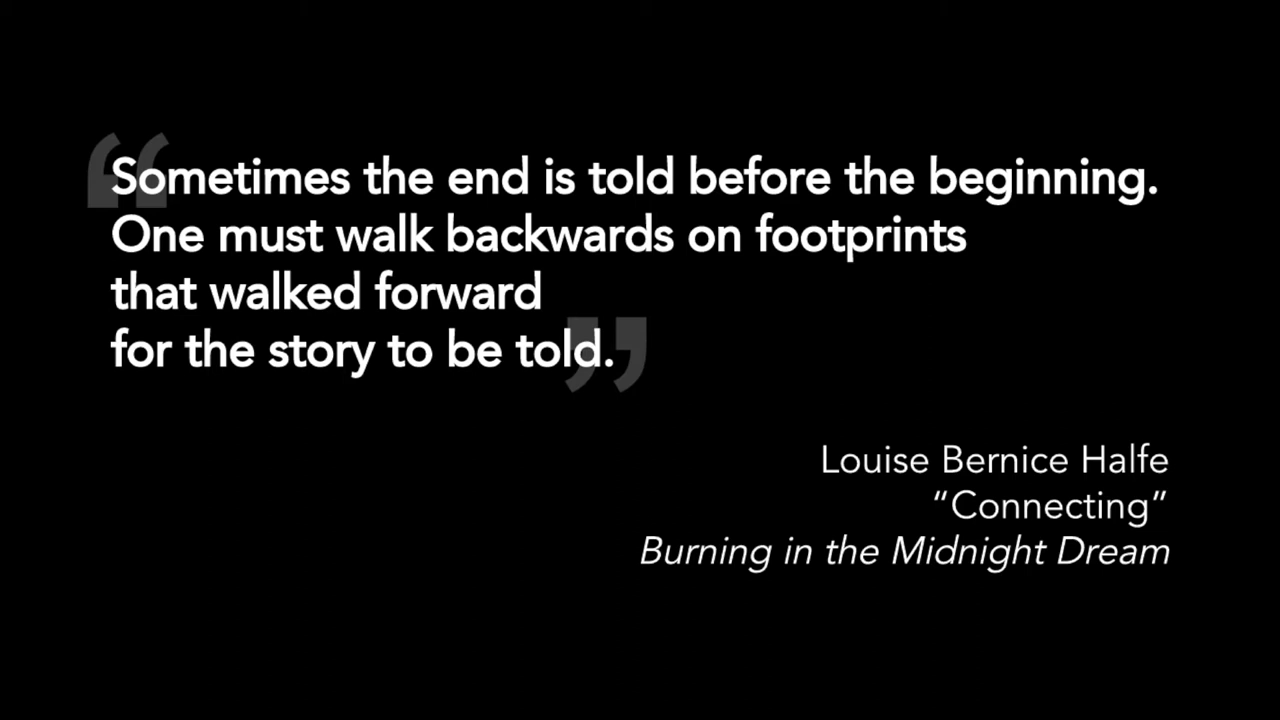 “Sometimes the end is told before the beginning.
One must walk backwards on footprints
that walked forward
for the story to be told.”
Louise Bernice Halfe
“Connecting”
Burning in the Midnight Dream